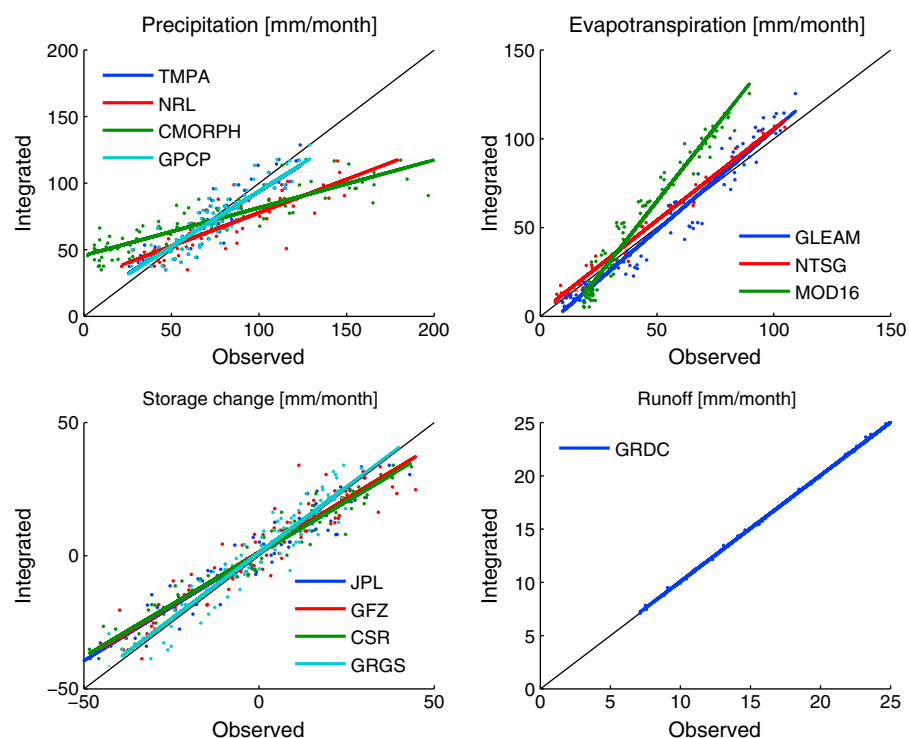 Precipitation [mm/month]
200
150
100
50
0
TMPA
NRL
CMORPH
GPCP
Integrated
0
50
100
150
200
Observed
Evapotranspiration [mm/month]
150
100
50
0
GLEAM
NTSG
MOD16
Integrated
0
50
100
150
Observed
Storage change [mm/month]
50
0
−50
JPL
GFZ
CSR
GRGS
Integrated
−50
0
50
Observed
Runoff [mm/month]
25
20
15
10
5
0
GRDC
Integrated
0
5
10
15
20
25
Observed